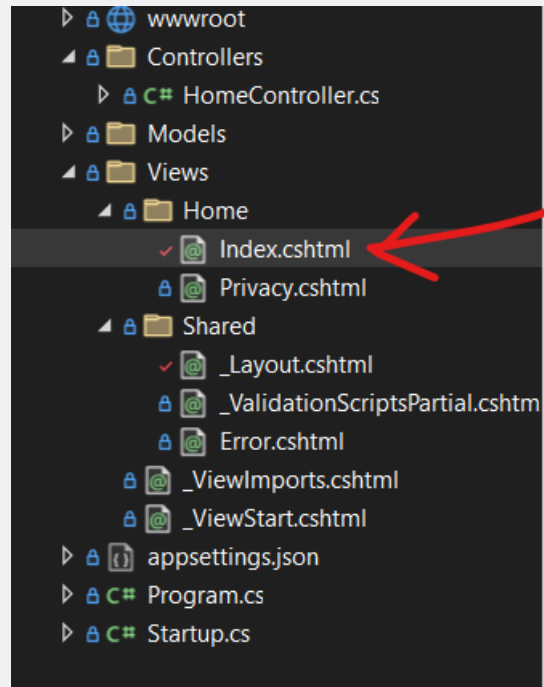 wwwroot
Controllers
C# HomeController.cs
Models
Views
Home
@ Index.cshtml
@ Privacy.cshtml
Shared
@ _Layout.cshtml
@ _ValidationScriptsPartial.cshtm
@ Error.cshtml
@ _ViewImports.cshtml
@ _ViewStart.cshtml
appsettings.json
C# Program.cs
C# Startup.cs